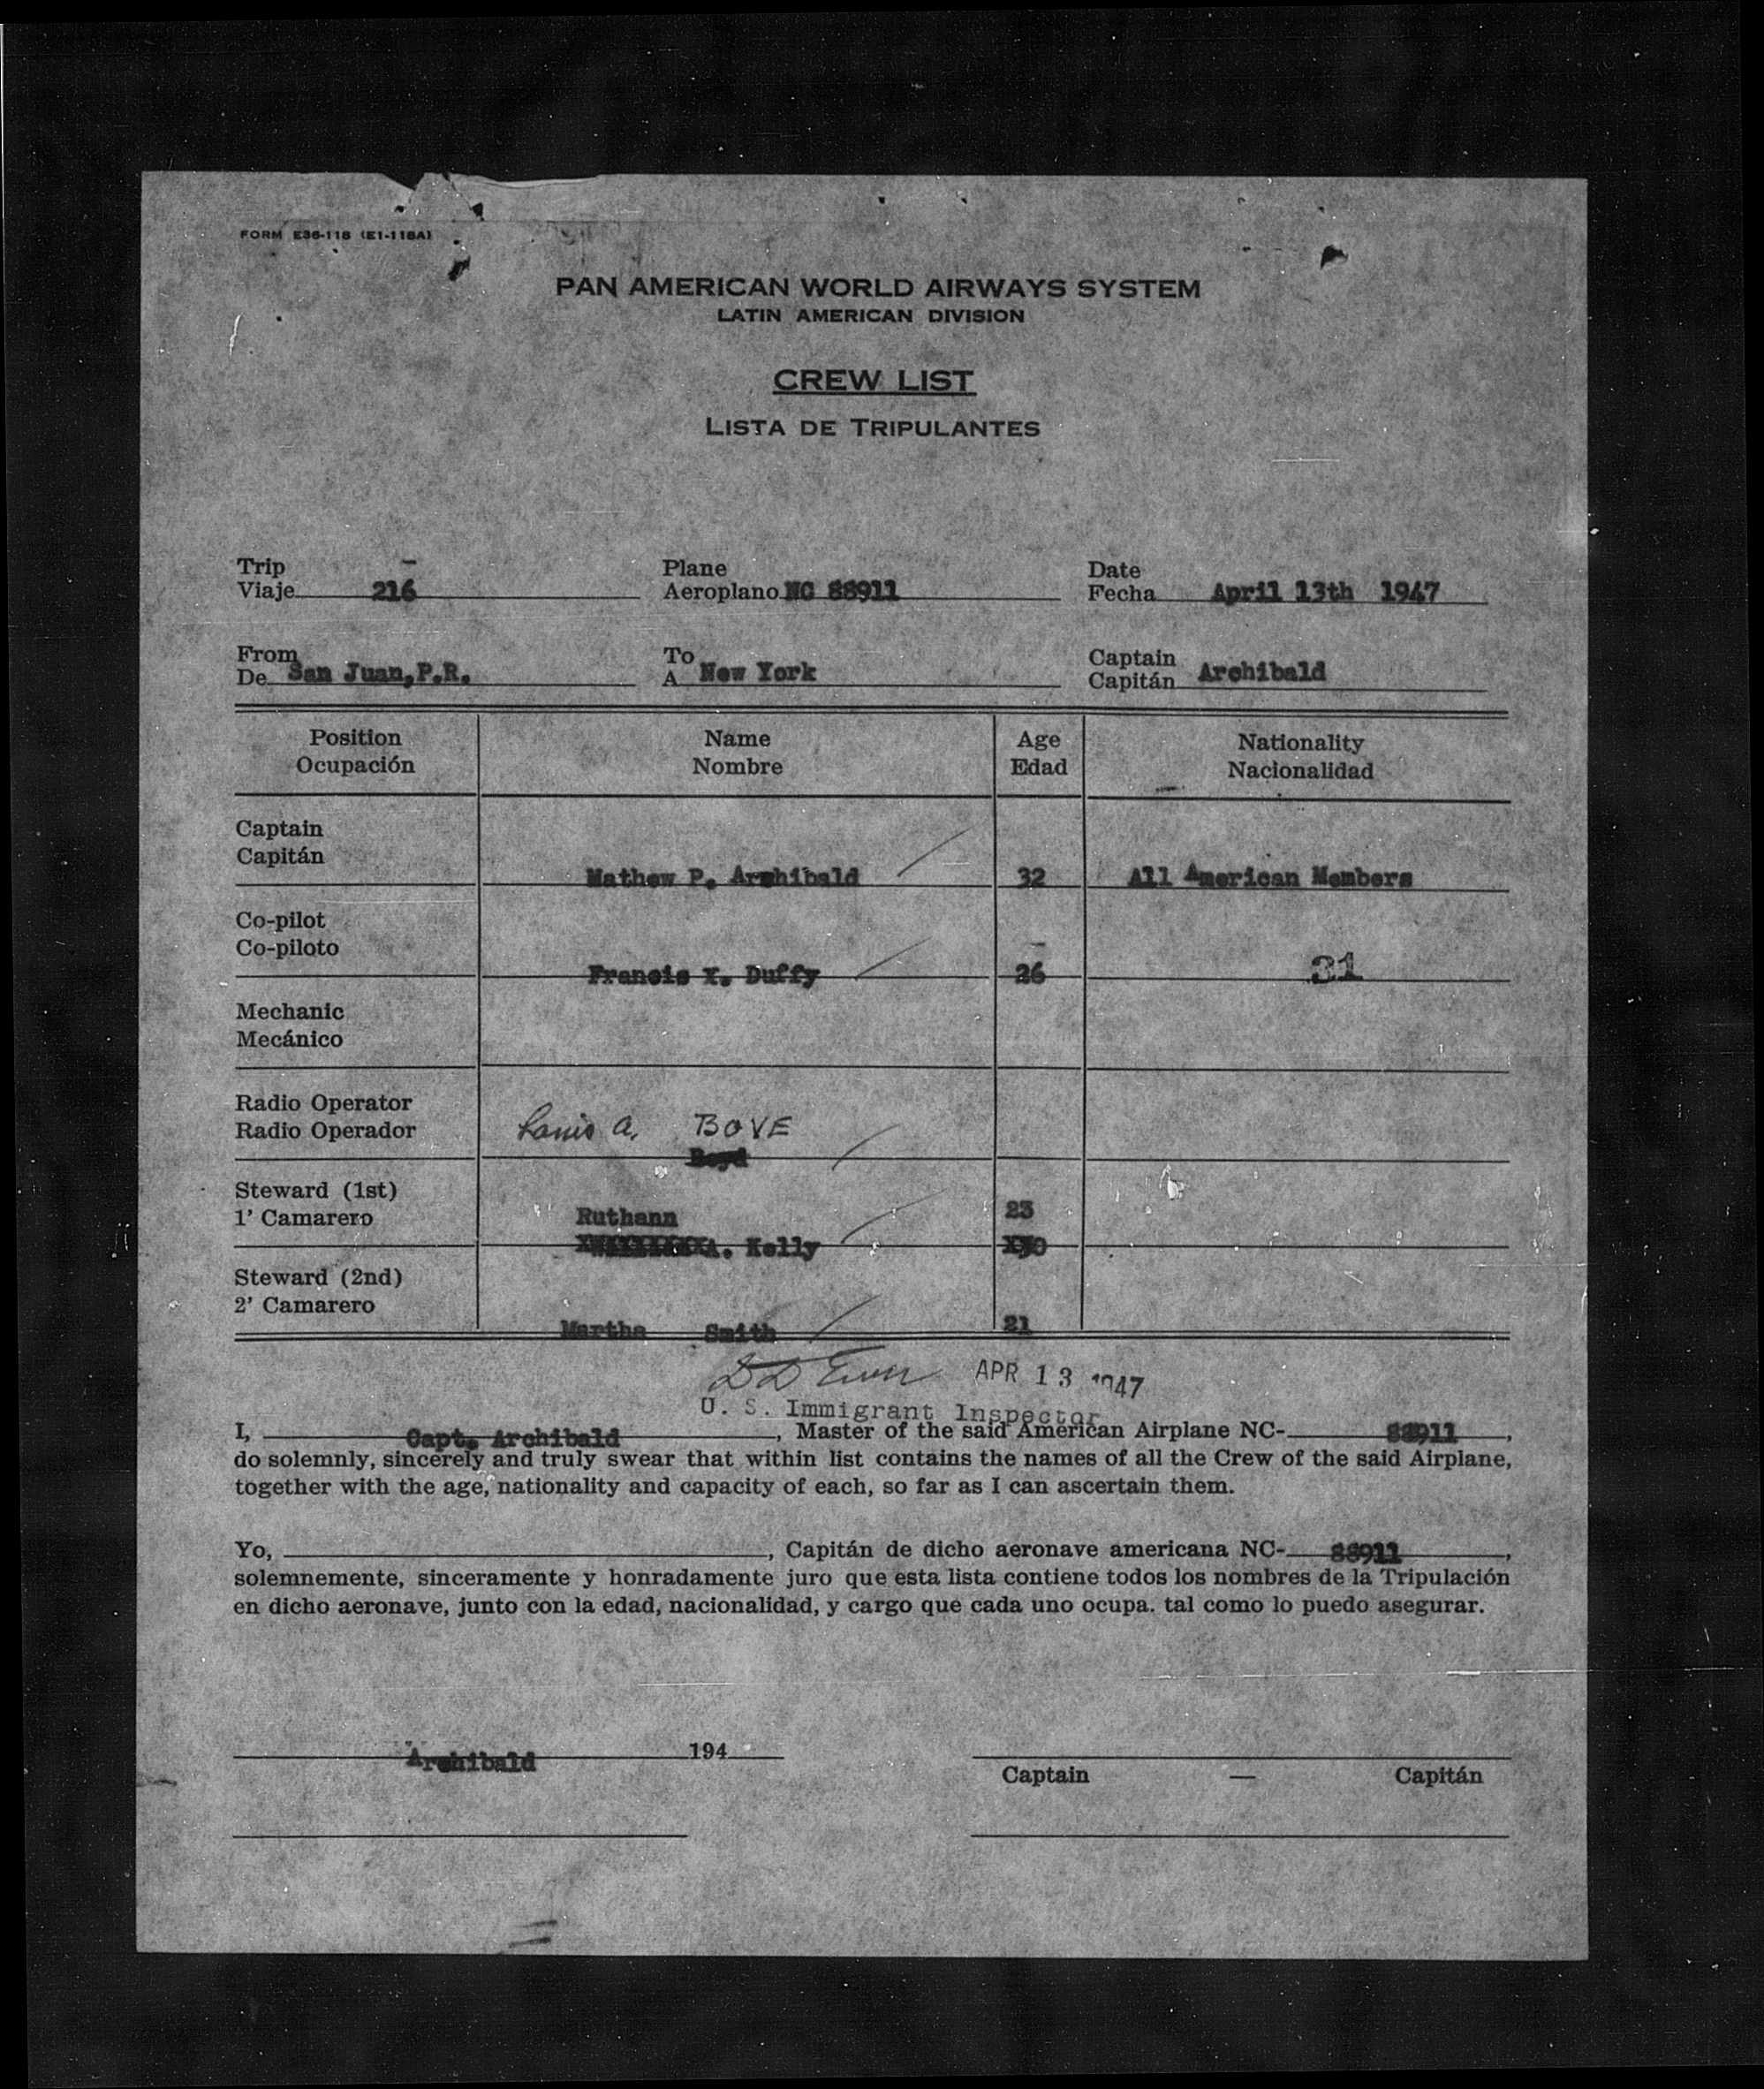 FORM E36-118 (E1-118A)
PAN AMERICAN WORLD AIRWAYS SYSTEM
LATIN AMERICAN DIVISION
CREW LIST
LISTA DE TRIPULANTES
Trip Plane Date
Viaje 216 Aeroplano NC 88911 Fecha April 13th 1947
From To Captain
De San Juan, P.R. A New York Capitán Archibald
Position Name Age Nationality
Ocupación Nombre Edad Nacionalidad
Captain
Capitán
Mathew P. Archibald 32 All American Members
Co-pilot
Co-piloto
Francis X. Duffy 26 31
Mechanic
Mecánico
Radio Operator
Radio Operador Louis A. BOVE
Boyd
Steward (1st)
1' Camarero Ruthann 23
A. Kelly
Steward (2nd)
2' Camarero
Martha Smith 21
APR 13 1947
U. S. Immigrant Inspector
I, Capt. Archibald, Master of the said American Airplane NC- 88911,
do solemnly, sincerely and truly swear that within list contains the names of all the Crew of the said Airplane,
together with the age, nationality and capacity of each, so far as I can ascertain them.
Yo, , Capitán de dicho aeronave americana NC- 88911,
solemnemente, sinceramente y honradamente juro que esta lista contiene todos los nombres de la Tripulación
en dicho aeronave, junto con la edad, nacionalidad, y cargo que cada uno ocupa. tal como lo puedo asegurar.
Archibald 194
Captain — Capitán